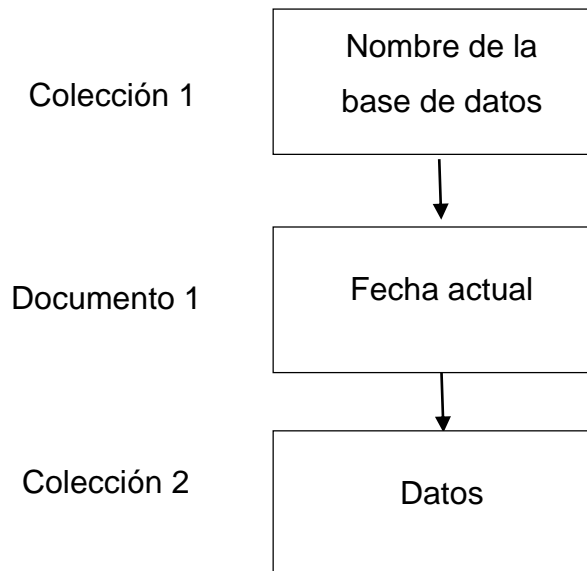 Colección 1
Nombre de la
base de datos
Documento 1
Fecha actual
Colección 2
Datos